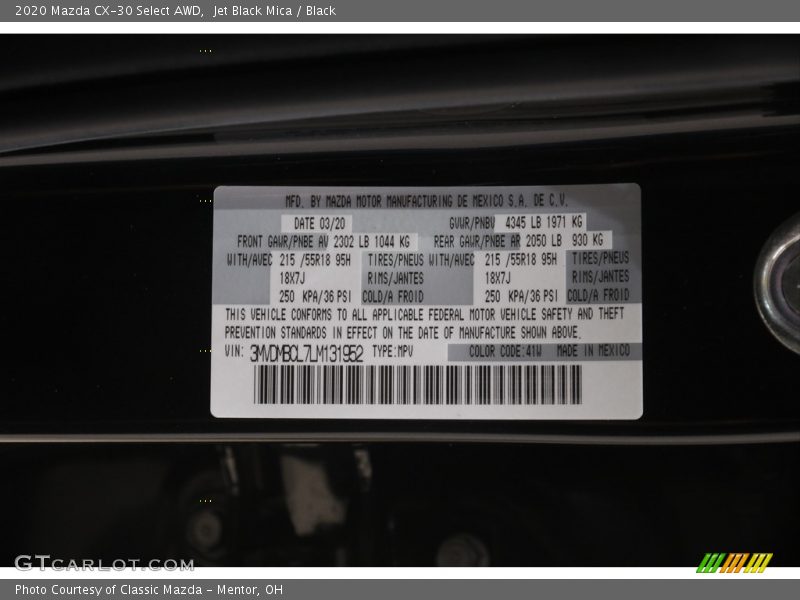 2020 Mazda CX-30 Select AWD, Jet Black Mica / Black
MFD. BY MAZDA MOTOR MANUFACTURING DE MEXICO S.A. DE C.V.
DATE 03/20 GVWR/PNBV 4345 LB 1971 KG
FRONT GAWR/PNBE AV 2302 LB 1044 KG REAR GAWR/PNBE AR 2050 LB 930 KG
WITH/AVEC 215 /55R18 95H TIRES/PNEUS WITH/AVEC 215 /55R18 95H TIRES/PNEUS
18X7J RIMS/JANTES 18X7J RIMS/JANTES
250 KPA/36 PSI COLD/A FROID 250 KPA/36 PSI COLD/A FROID
THIS VEHICLE CONFORMS TO ALL APPLICABLE FEDERAL MOTOR VEHICLE SAFETY AND THEFT
PREVENTION STANDARDS IN EFFECT ON THE DATE OF MANUFACTURE SHOWN ABOVE.
VIN: 3MVDMBCL7LM131952 TYPE:MPV COLOR CODE:41W MADE IN MEXICO
GTCARLOT.COM
Photo Courtesy of Classic Mazda - Mentor, OH